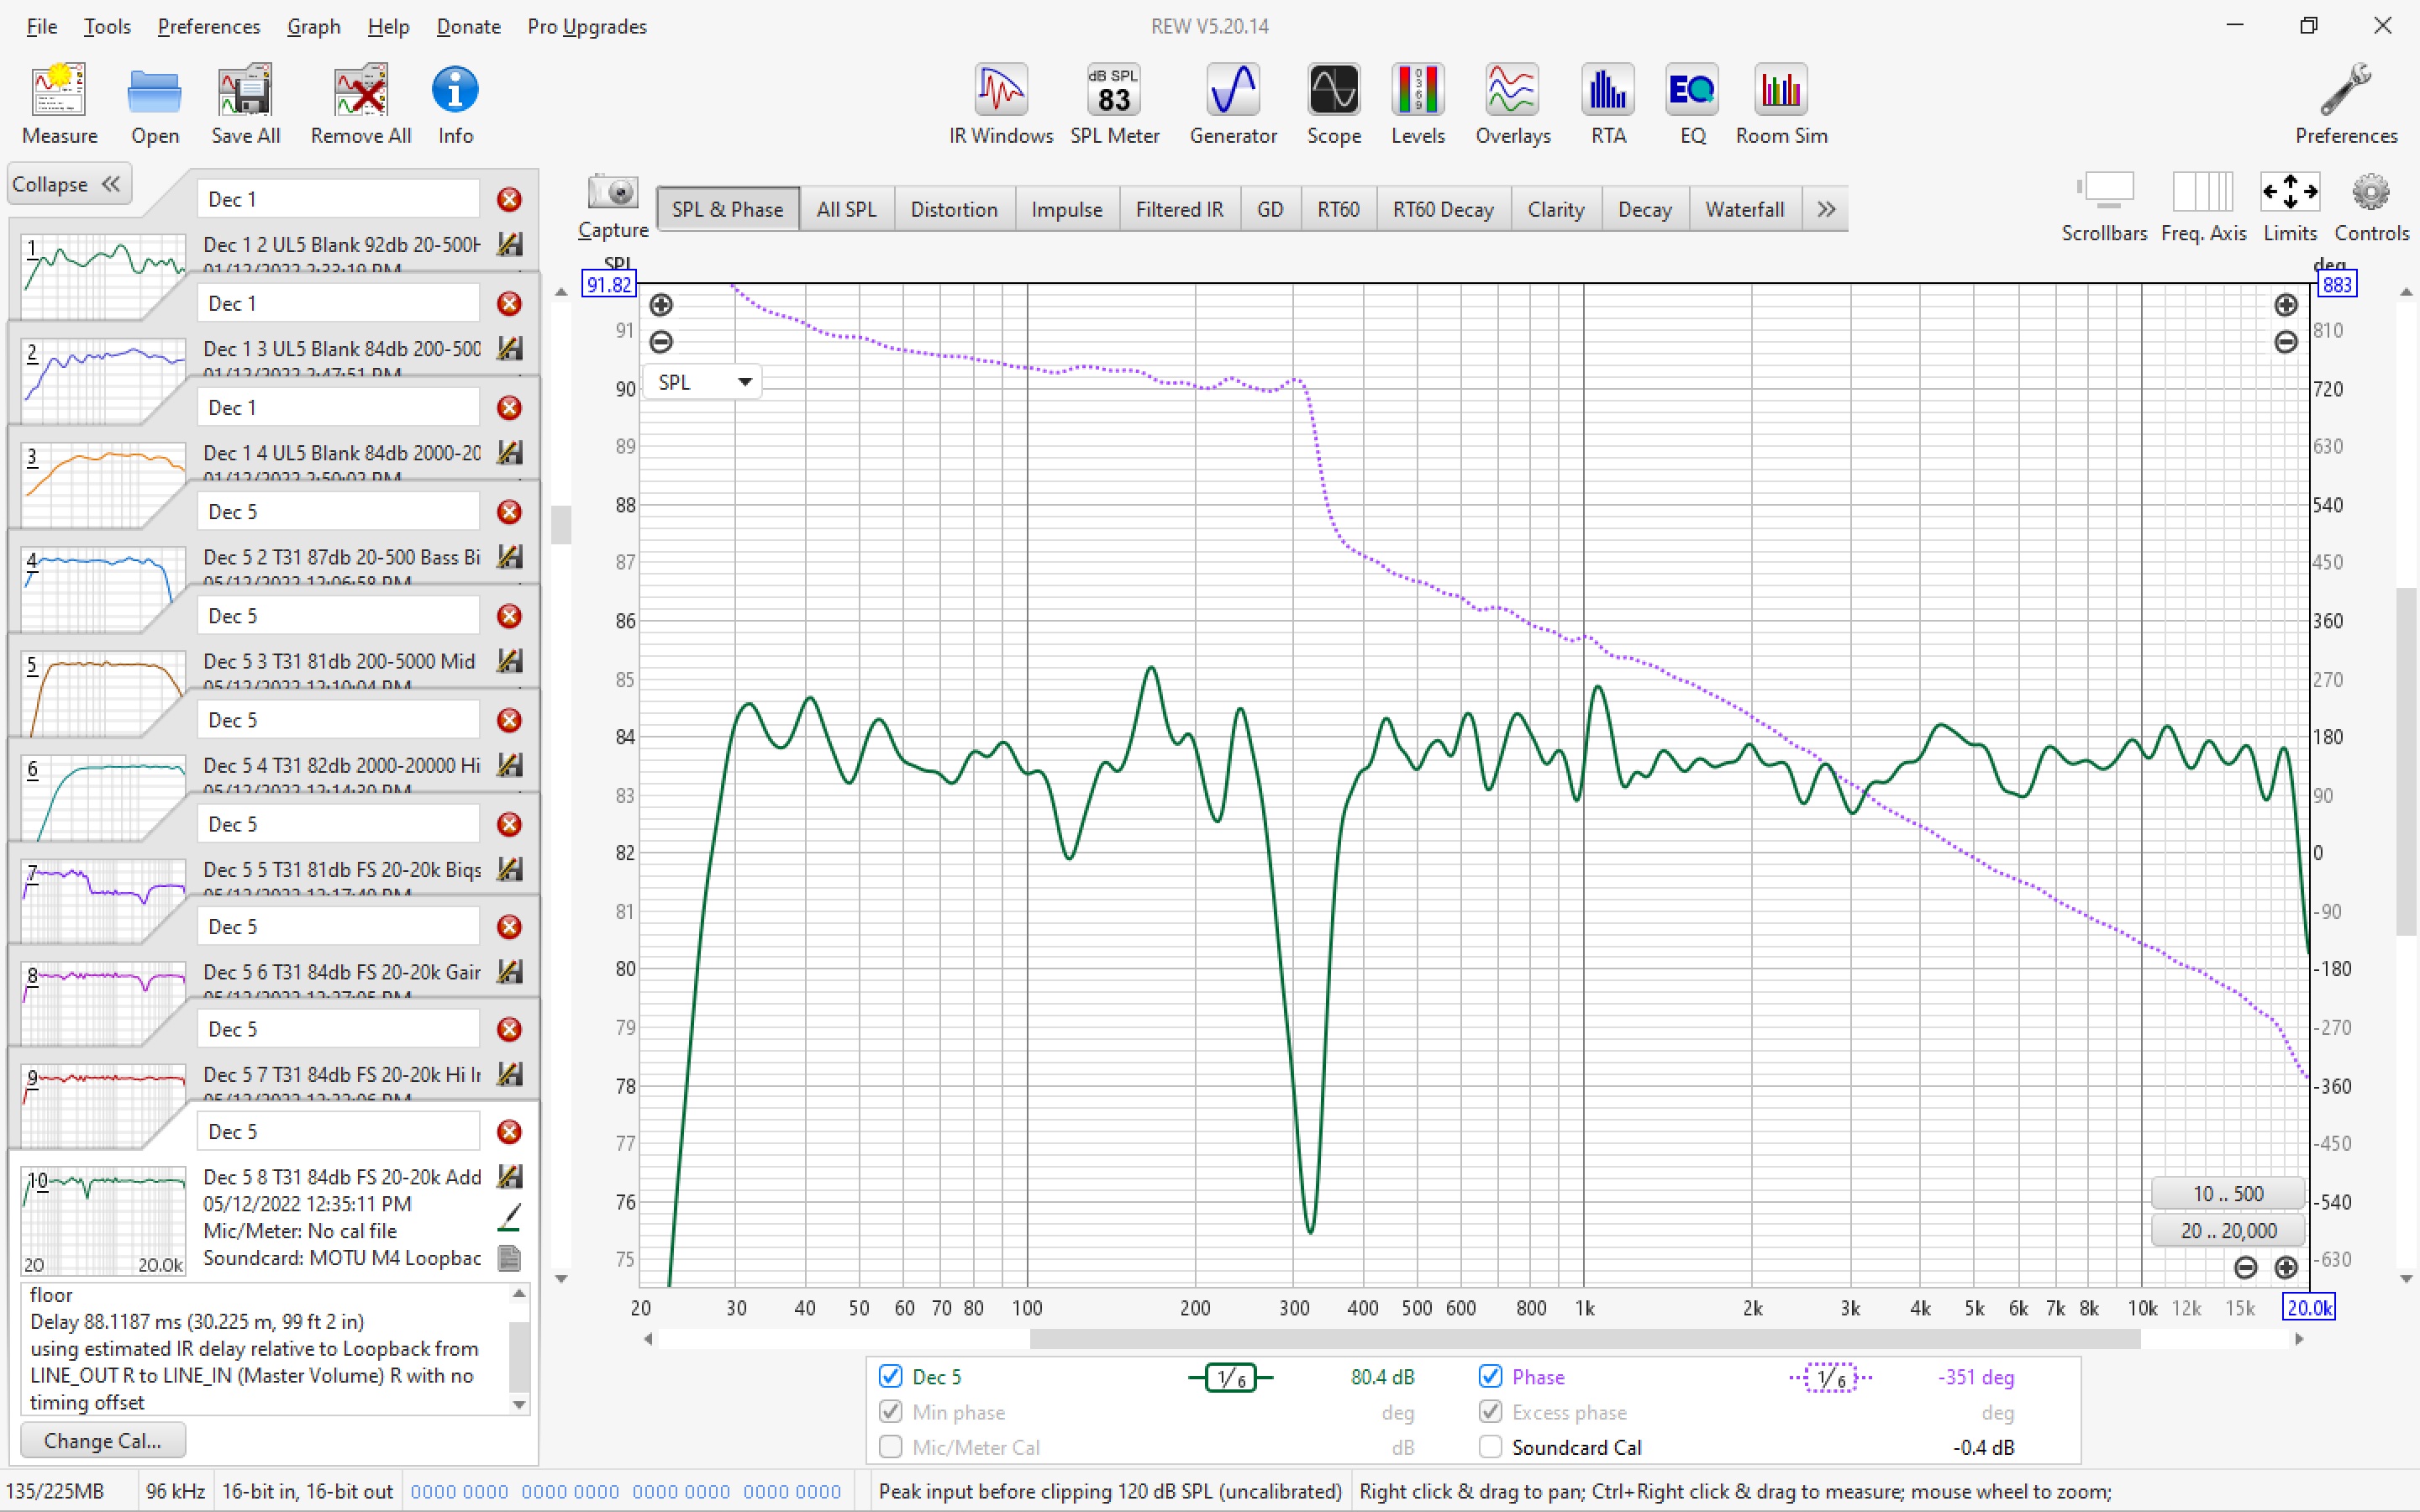 File Tools Preferences Graph Help Donate Pro Upgrades
REW V5.20.14
Measure Open Save All Remove All Info
dB SPL
83
0 3 6 9
EQ
IR Windows SPL Meter Generator Scope Levels Overlays RTA EQ Room Sim
Preferences
Collapse
Capture
SPL & Phase All SPL Distortion Impulse Filtered IR GD RT60 RT60 Decay Clarity Decay Waterfall
Scrollbars Freq. Axis Limits Controls
Dec 1
1
Dec 1 2 UL5 Blank 92db 20-500H
01/12/2022 2:33:19 PM
Dec 1
2
Dec 1 3 UL5 Blank 84db 200-500
01/12/2022 2:47:51 PM
Dec 1
3
Dec 1 4 UL5 Blank 84db 2000-20
01/12/2022 2:50:02 PM
Dec 5
4
Dec 5 2 T31 87db 20-500 Bass Bi
05/12/2022 12:06:58 PM
Dec 5
5
Dec 5 3 T31 81db 200-5000 Mid
05/12/2022 12:10:04 PM
Dec 5
6
Dec 5 4 T31 82db 2000-20000 Hi
05/12/2022 12:14:30 PM
Dec 5
7
Dec 5 5 T31 81db FS 20-20k Biqs
05/12/2022 12:17:40 PM
Dec 5
8
Dec 5 6 T31 84db FS 20-20k Gair
05/12/2022 12:27:05 PM
Dec 5
9
Dec 5 7 T31 84db FS 20-20k Hi Ir
05/12/2022 12:32:06 PM
Dec 5
10
Dec 5 8 T31 84db FS 20-20k Add
05/12/2022 12:35:11 PM
Mic/Meter: No cal file
Soundcard: MOTU M4 Loopbac
20 20.0k
floor
Delay 88.1187 ms (30.225 m, 99 ft 2 in)
using estimated IR delay relative to Loopback from
LINE_OUT R to LINE_IN (Master Volume) R with no
timing offset
Change Cal...
SPL
91.82
91
90
89
88
87
86
85
84
83
82
81
80
79
78
77
76
75
SPL
deg
883
810
720
630
540
450
360
270
180
90
0
-90
-180
-270
-360
-450
-540
-630
10 .. 500
20 .. 20,000
20 30 40 50 60 70 80 100 200 300 400 500 600 800 1k 2k 3k 4k 5k 6k 7k 8k 10k 12k 15k 20.0k
Dec 5 1/6 80.4 dB Phase 1/6 -351 deg
Min phase deg Excess phase deg
Mic/Meter Cal dB Soundcard Cal -0.4 dB
135/225MB 96 kHz 16-bit in, 16-bit out 0000 0000 0000 0000 0000 0000 0000 0000 Peak input before clipping 120 dB SPL (uncalibrated) Right click & drag to pan; Ctrl+Right click & drag to measure; mouse wheel to zoom;